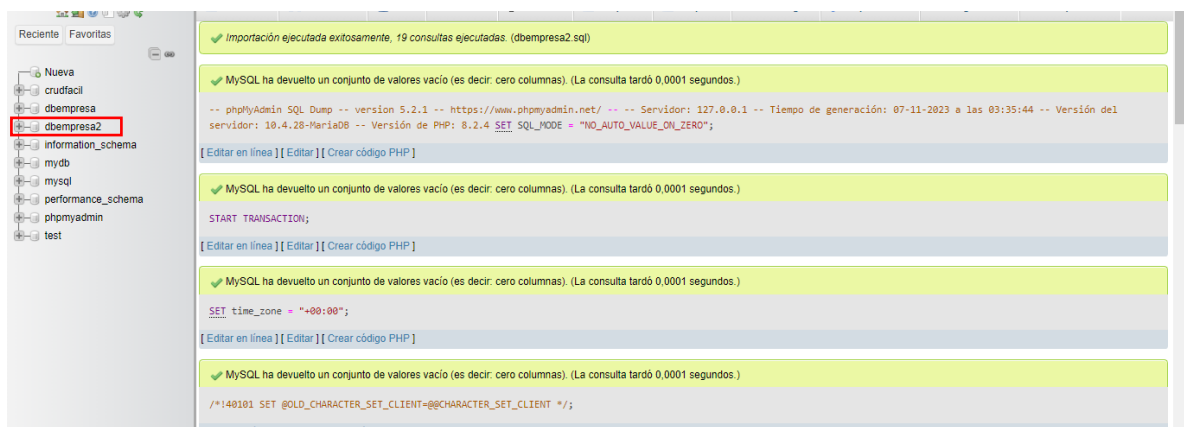 Reciente Favoritas
Nueva
crudfacil
dbempresa
dbempresa2
information_schema
mydb
mysql
performance_schema
phpmyadmin
test
Importación ejecutada exitosamente, 19 consultas ejecutadas. (dbempresa2.sql)
MySQL ha devuelto un conjunto de valores vacío (es decir: cero columnas). (La consulta tardó 0,0001 segundos.)
-- phpMyAdmin SQL Dump -- version 5.2.1 -- https://www.phpmyadmin.net/ -- -- Servidor: 127.0.0.1 -- Tiempo de generación: 07-11-2023 a las 03:35:44 -- Versión del
servidor: 10.4.28-MariaDB -- Versión de PHP: 8.2.4 SET SQL_MODE = "NO_AUTO_VALUE_ON_ZERO";
[ Editar en línea ] [ Editar ] [ Crear código PHP ]
MySQL ha devuelto un conjunto de valores vacío (es decir: cero columnas). (La consulta tardó 0,0001 segundos.)
START TRANSACTION;
[ Editar en línea ] [ Editar ] [ Crear código PHP ]
MySQL ha devuelto un conjunto de valores vacío (es decir: cero columnas). (La consulta tardó 0,0001 segundos.)
SET time_zone = "+00:00";
[ Editar en línea ] [ Editar ] [ Crear código PHP ]
MySQL ha devuelto un conjunto de valores vacío (es decir: cero columnas). (La consulta tardó 0,0001 segundos.)
/*!40101 SET @OLD_CHARACTER_SET_CLIENT=@@CHARACTER_SET_CLIENT */;